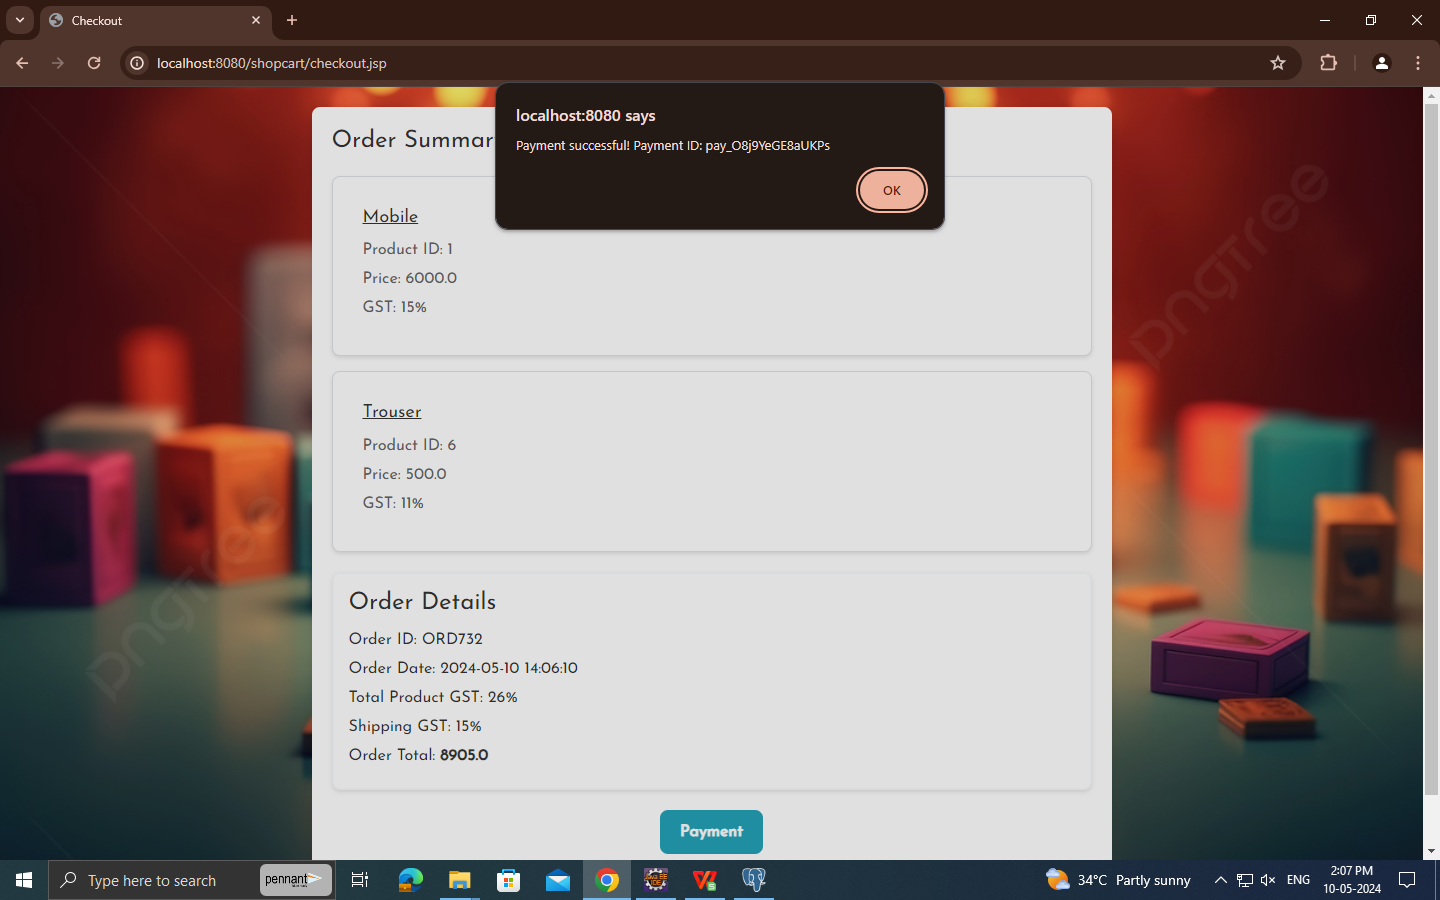 Checkout
localhost:8080/shopcart/checkout.jsp
localhost:8080 says
Payment successful! Payment ID: pay_O8j9YeGE8aUKPs
OK
Order Summar
Mobile
Product ID: 1
Price: 6000.0
GST: 15%
Trouser
Product ID: 6
Price: 500.0
GST: 11%
Order Details
Order ID: ORD732
Order Date: 2024-05-10 14:06:10
Total Product GST: 26%
Shipping GST: 15%
Order Total: 8905.0
Payment
pngtree
pngtree
Type here to search
pennant
34°C Partly sunny
ENG
2:07 PM
10-05-2024